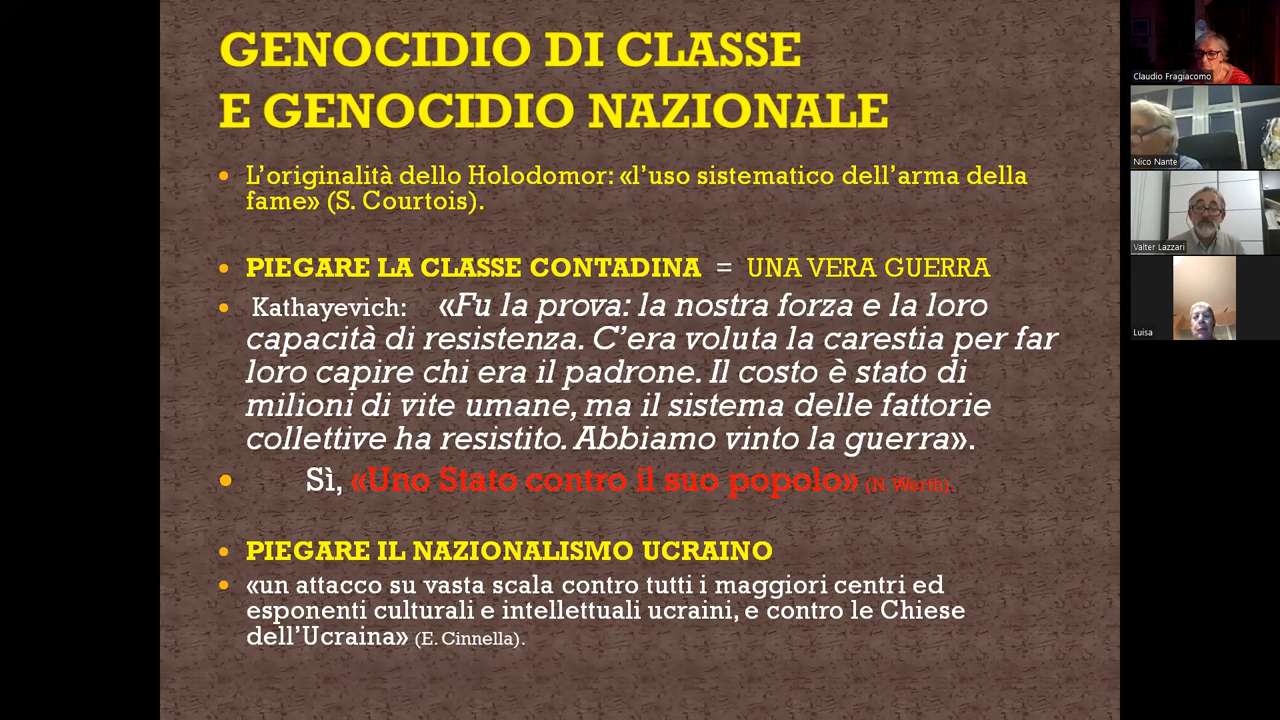 GENOCIDIO DI CLASSE
E GENOCIDIO NAZIONALE
• L'originalità dello Holodomor: «l'uso sistematico dell'arma della
fame» (S. Courtois).
• PIEGARE LA CLASSE CONTADINA = UNA VERA GUERRA
• Kathayevich: «Fu la prova: la nostra forza e la loro
capacità di resistenza. C'era voluta la carestia per far
loro capire chi era il padrone. Il costo è stato di
milioni di vite umane, ma il sistema delle fattorie
collettive ha resistito. Abbiamo vinto la guerra».
• Sì, «Uno Stato contro il suo popolo» (N. Werth).
• PIEGARE IL NAZIONALISMO UCRAINO
• «un attacco su vasta scala contro tutti i maggiori centri ed
esponenti culturali e intellettuali ucraini, e contro le Chiese
dell'Ucraina» (E. Cinnella).
Claudio Fragiacomo
Nico Nante
Valter Lazzari
Luisa